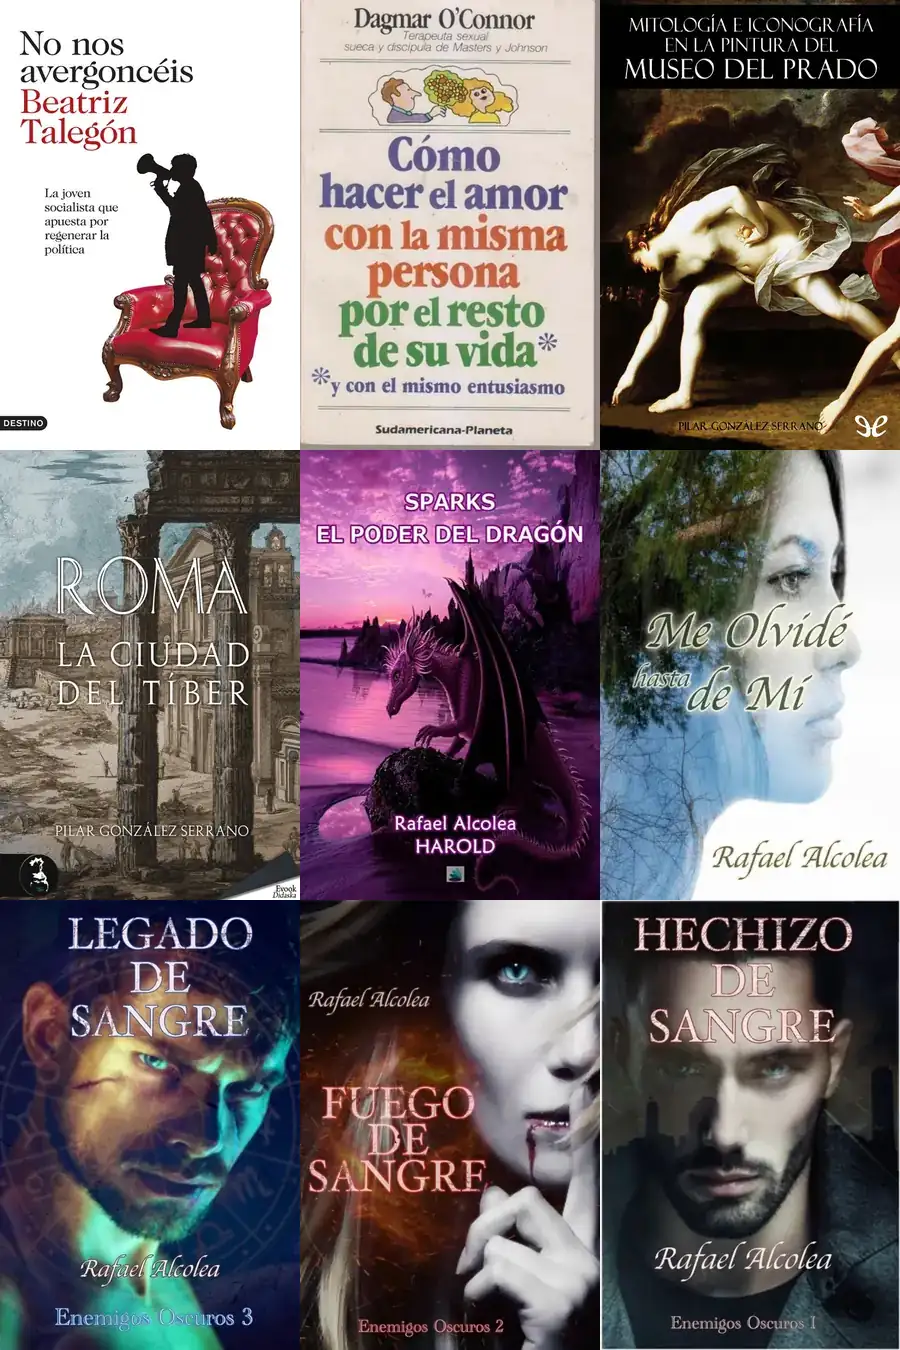 No nos
avergoncéis
Beatriz
Talegón
La joven
socialista que
apuesta por
regenerar la
política
DESTINO
Dagmar O'Connor
Terapeuta sexual
sueca y discípula de Masters y Johnson
Cómo
hacer el amor
con la misma
persona
por el resto
de su vida*
*y con el mismo entusiasmo
Sudamericana-Planeta
MITOLOGÍA E ICONOGRAFÍA
EN LA PINTURA DEL
MUSEO DEL PRADO
PILAR GONZÁLEZ SERRANO
ROMA
LA CIUDAD
DEL TÍBER
PILAR GONZÁLEZ SERRANO
Evook
Didaska
SPARKS
EL PODER DEL DRAGÓN
Rafael Alcolea
HAROLD
Me Olvidé
hasta de Mí
Rafael Alcolea
LEGADO
DE
SANGRE
Rafael Alcolea
Enemigos Oscuros 3
Rafael Alcolea
FUEGO
DE
SANGRE
Enemigos Oscuros 2
HECHIZO
DE
SANGRE
Rafael Alcolea
Enemigos Oscuros 1